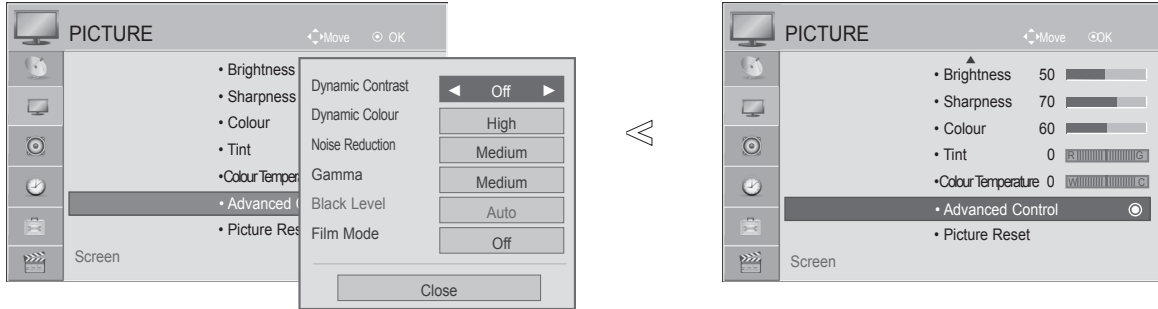 PICTURE
Move OK
• Brightness
• Sharpness
• Colour
• Tint
•Colour Temper
• Advanced
• Picture Res
Screen
Dynamic Contrast ◄ Off ►
Dynamic Colour High
Noise Reduction Medium
Gamma Medium
Black Level Auto
Film Mode Off
Close
PICTURE
Move OK
• Brightness 50
• Sharpness 70
• Colour 60
• Tint 0 R G
•Colour Temperature 0 W C
• Advanced Control
• Picture Reset
Screen